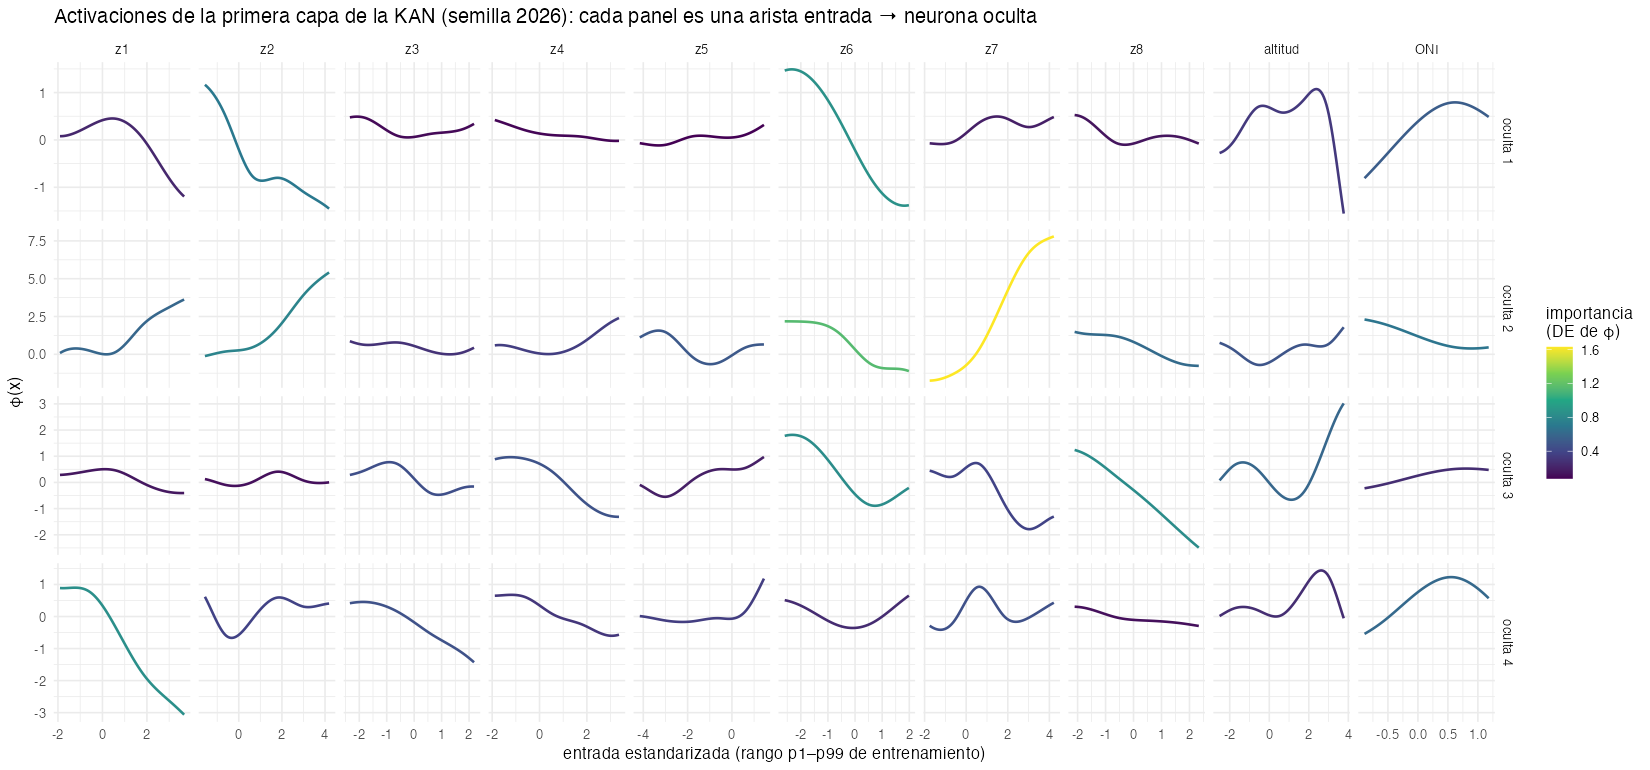 Activaciones de la primera capa de la KAN (semilla 2026): cada panel es una arista entrada → neurona oculta
z1 z2 z3 z4 z5 z6 z7 z8 altitud ONI
1
0
-1
oculta 1
7.5
5.0
2.5
0.0
oculta 2
3
2
1
0
-1
-2
oculta 3
1
0
-1
-2
-3
oculta 4
φ(x)
-2 0 2
0 2 4
-2 -1 0 1 2
-2 0 2
-4 -2 0
-2 -1 0 1 2
-2 0 2 4
-2 -1 0 1 2
-2 0 2 4
-0.5 0.0 0.5 1.0
entrada estandarizada (rango p1–p99 de entrenamiento)
importancia
(DE de φ)
1.6
1.2
0.8
0.4